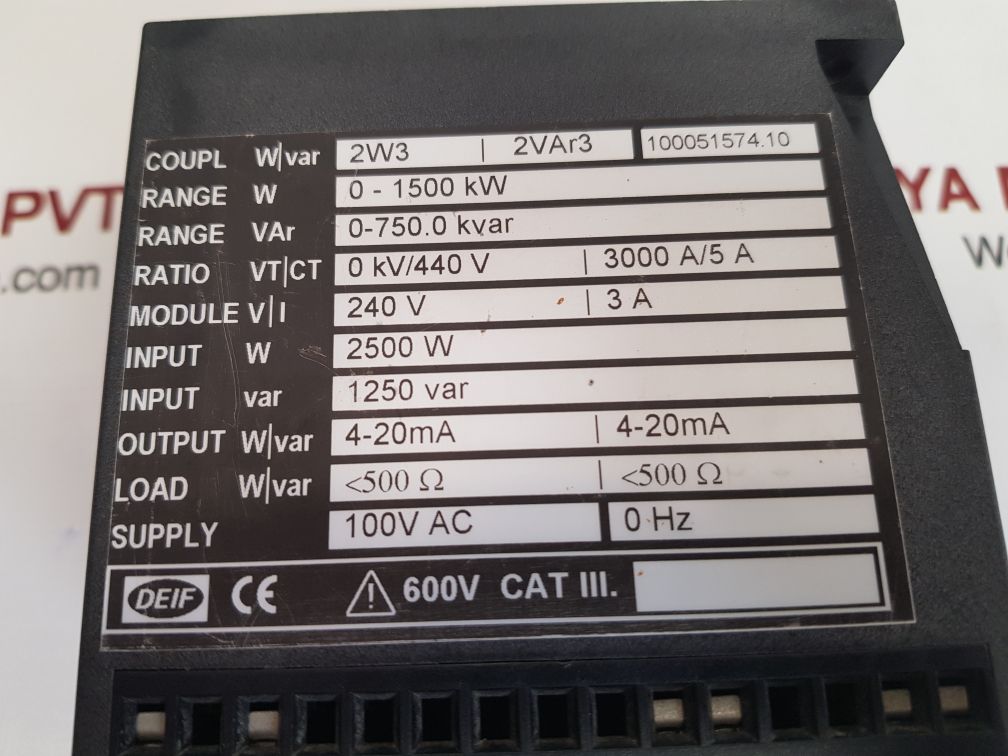 COUPL W|var 2W3 | 2VAr3 100051574.10
RANGE W 0 - 1500 kW
RANGE VAr 0-750.0 kvar
RATIO VT|CT 0 kV/440 V | 3000 A/5 A
MODULE V|I 240 V | 3 A
INPUT W 2500 W
INPUT var 1250 var
OUTPUT W|var 4-20mA | 4-20mA
LOAD W|var <500 Ω | <500 Ω
SUPPLY 100V AC 0 Hz
DEIF CE 600V CAT III.
PVT
.com
YA